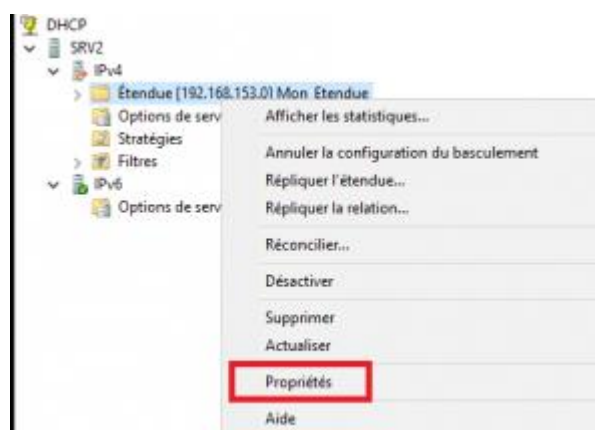 DHCP
SRV2
IPv4
Étendue [192.168.153.0] Mon Etendue
Options de serv
Stratégies
Filtres
IPv6
Options de serv
Afficher les statistiques...
Annuler la configuration du basculement
Répliquer l'étendue...
Répliquer la relation...
Réconcilier...
Désactiver
Supprimer
Actualiser
Propriétés
Aide